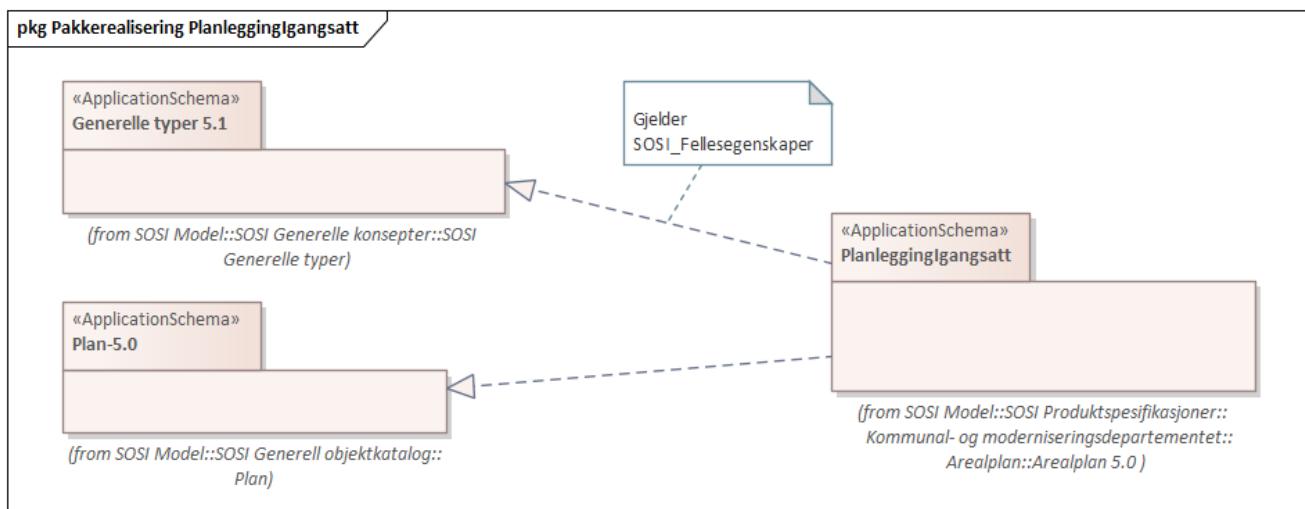 pkg Pakkerealisering PlanleggingIgangsatt
«ApplicationSchema»
Generelle typer 5.1
(from SOSI Model::SOSI Generelle konsepter::SOSI
Generelle typer)
Gjelder
SOSI_Fellesegenskaper
«ApplicationSchema»
PlanleggingIgangsatt
(from SOSI Model::SOSI Produktspesifikasjoner::
Kommunal- og moderniseringsdepartementet::
Arealplan::Arealplan 5.0 )
«ApplicationSchema»
Plan-5.0
(from SOSI Model::SOSI Generell objektkatalog::
Plan)